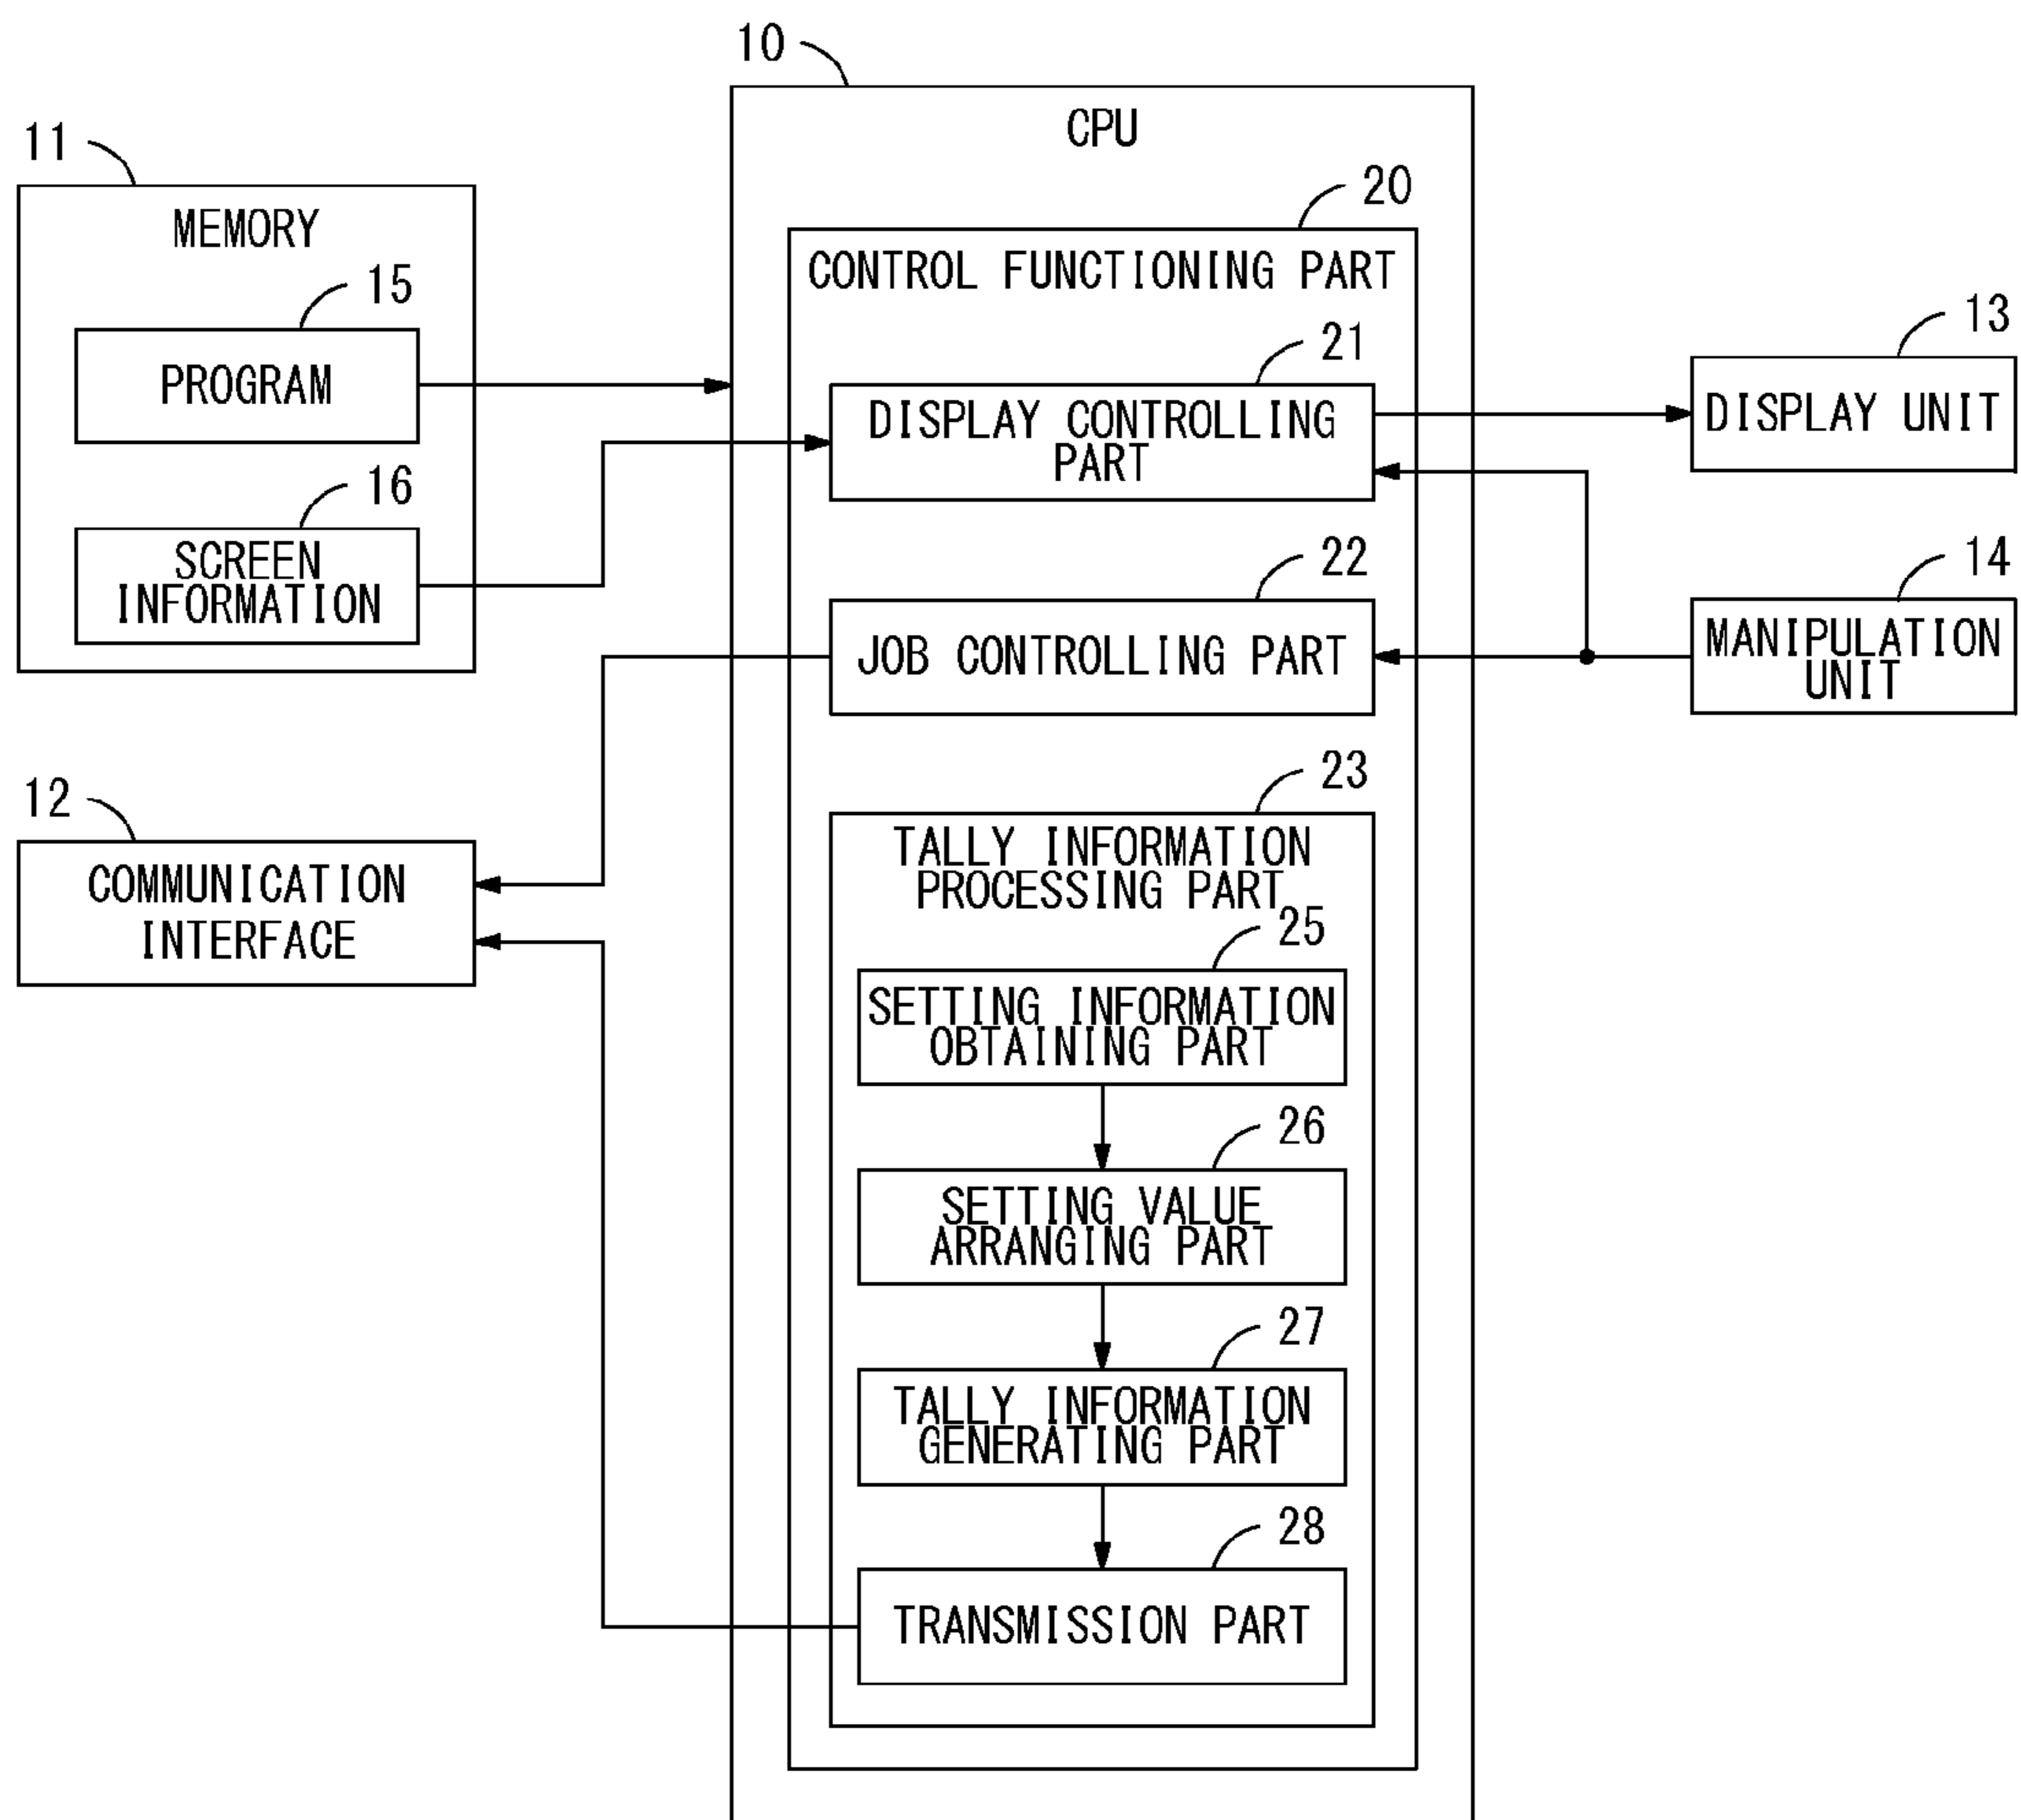 10
CPU
11
MEMORY
15
PROGRAM
16
SCREEN
INFORMATION
12
COMMUNICATION
INTERFACE
20
CONTROL FUNCTIONING PART
21
DISPLAY CONTROLLING
PART
22
JOB CONTROLLING PART
23
TALLY INFORMATION
PROCESSING PART
25
SETTING INFORMATION
OBTAINING PART
26
SETTING VALUE
ARRANGING PART
27
TALLY INFORMATION
GENERATING PART
28
TRANSMISSION PART
13
DISPLAY UNIT
14
MANIPULATION
UNIT